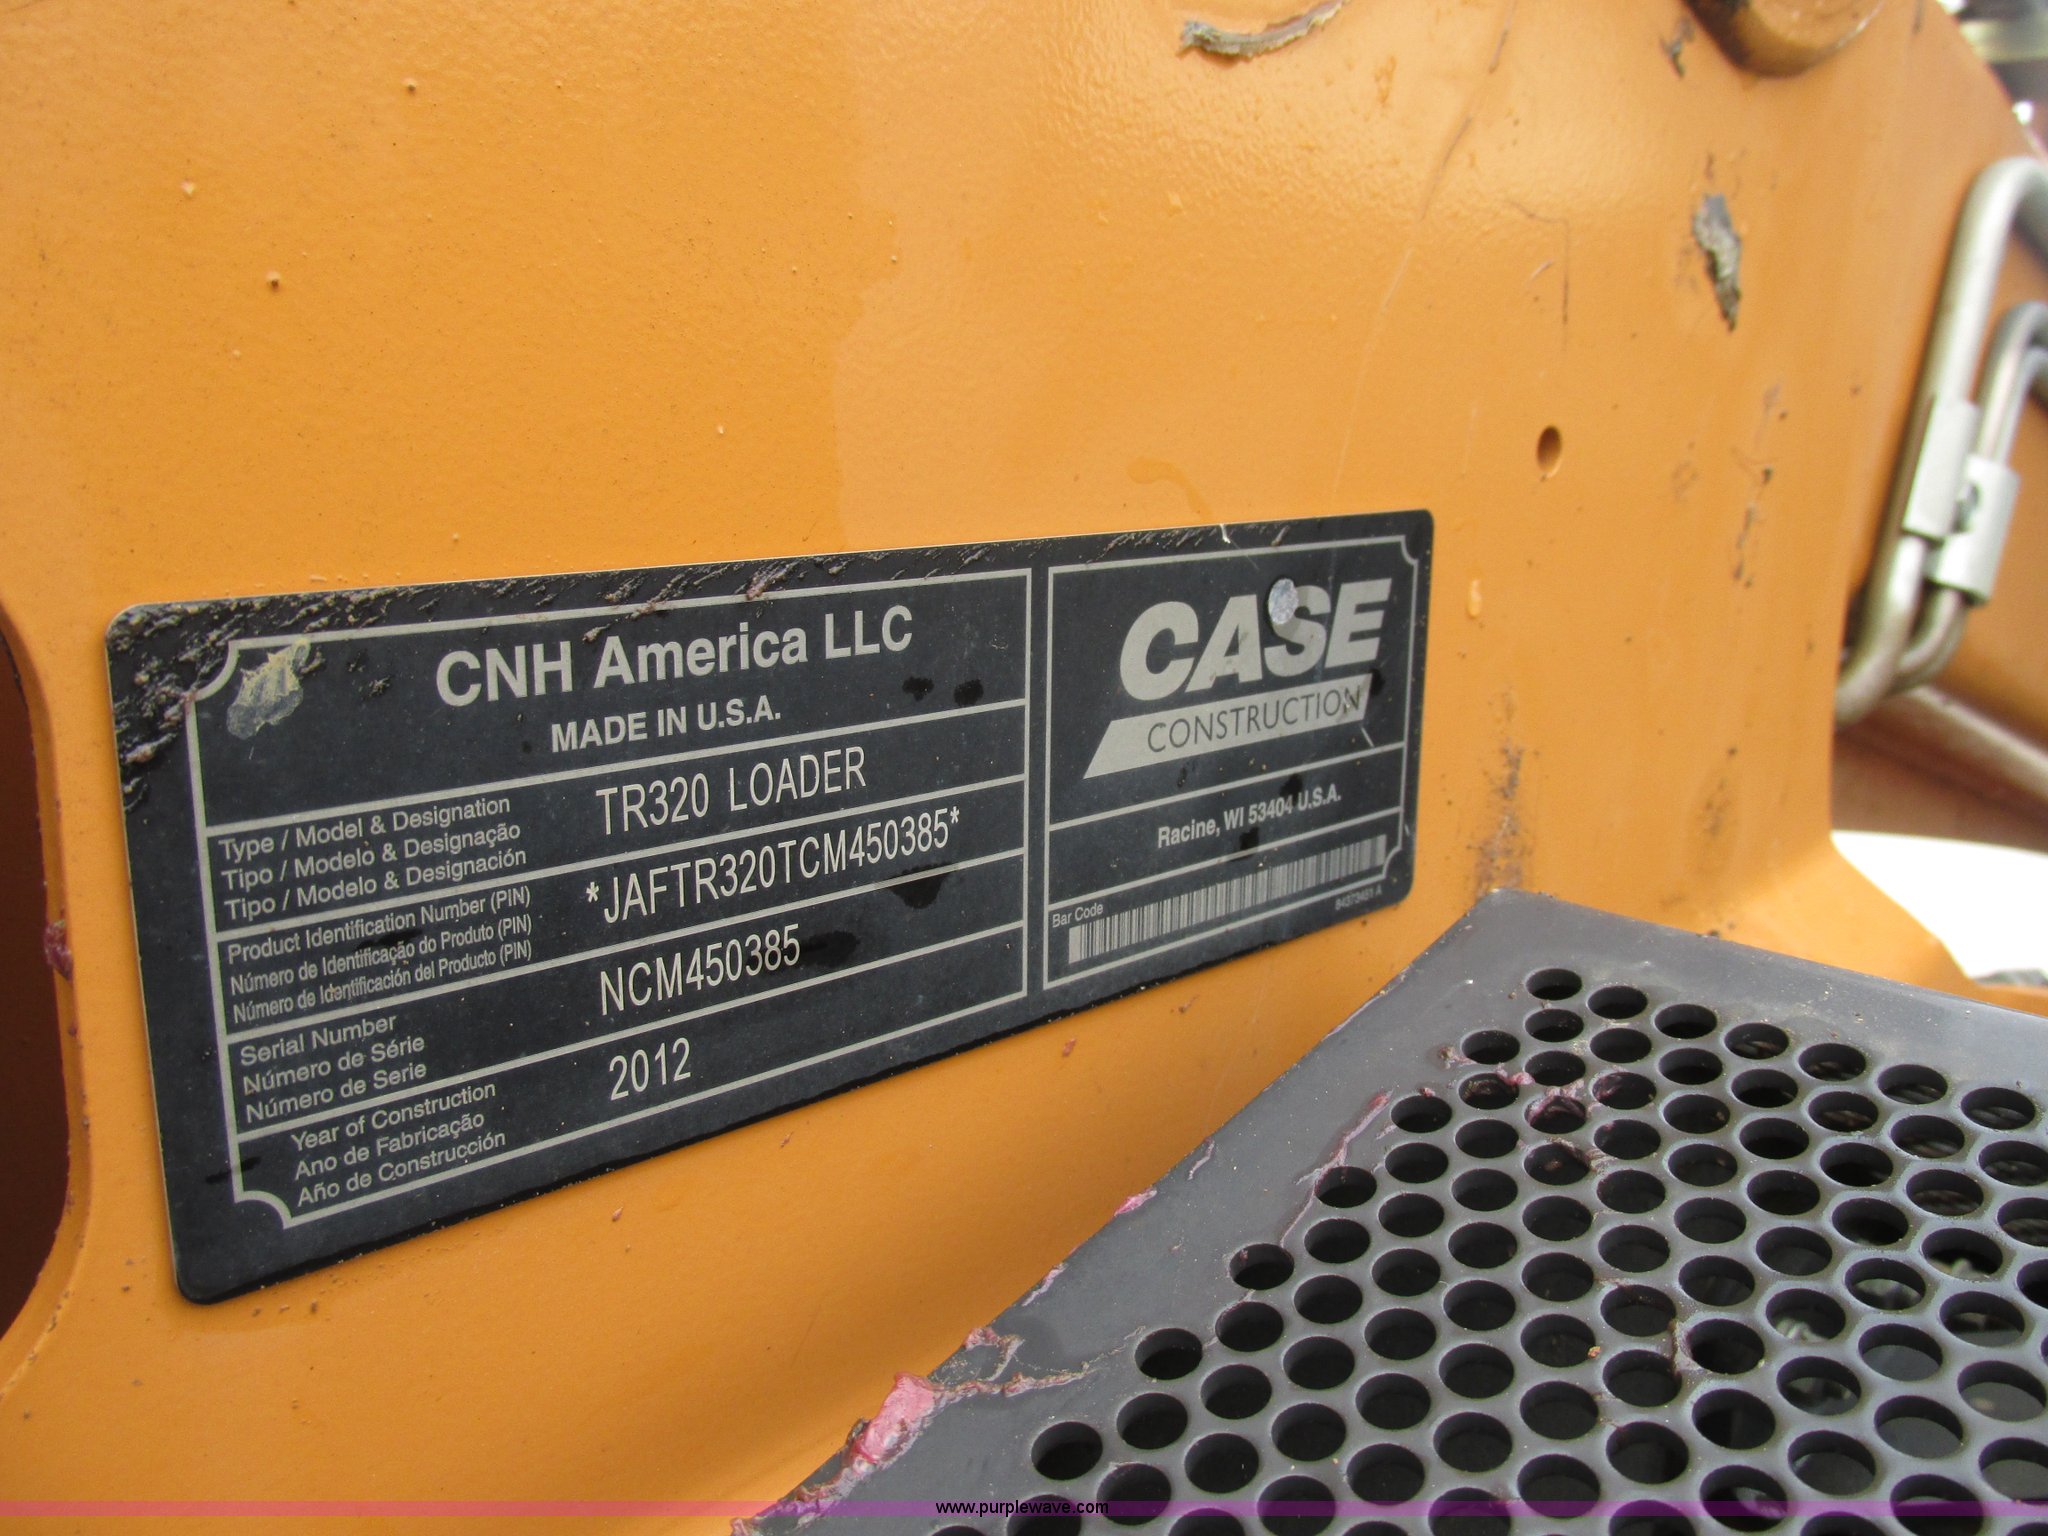 CNH America LLC
MADE IN U.S.A.
Type / Model & Designation
Tipo / Modelo & Designação
Tipo / Modelo & Designación
TR320 LOADER
Product Identification Number (PIN)
Número de Identificação do Produto (PIN)
Número de Identificación del Producto (PIN)
*JAFTR320TCM450385*
Serial Number
Número de Série
Número de Serie
NCM450385
Year of Construction
Ano de Fabricação
Año de Construcción
2012
CASE
CONSTRUCTION
Racine, WI 53404 U.S.A.
Bar Code
84373451 A
www.purplewave.com